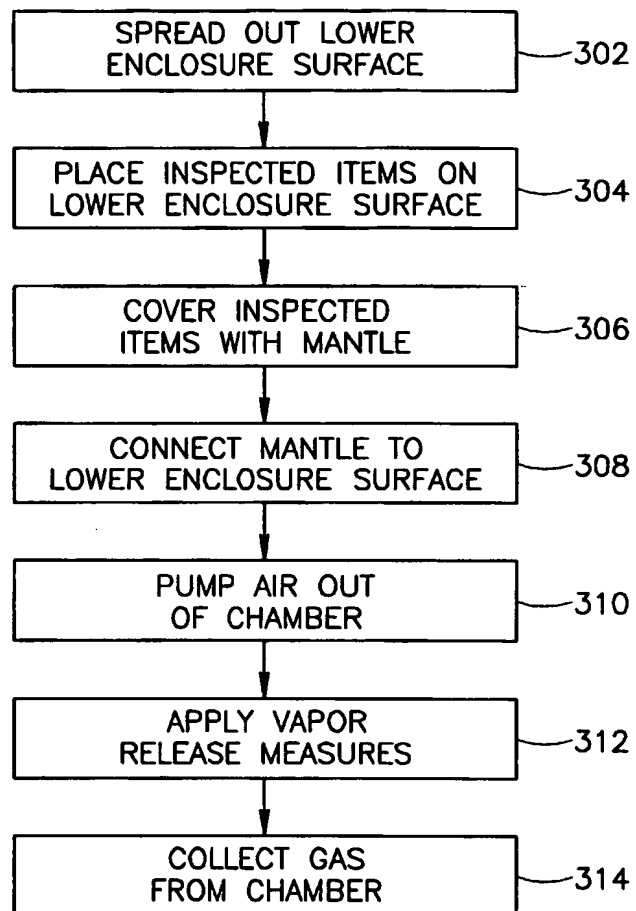 SPREAD OUT LOWER
ENCLOSURE SURFACE
302
PLACE INSPECTED ITEMS ON
LOWER ENCLOSURE SURFACE
304
COVER INSPECTED
ITEMS WITH MANTLE
306
CONNECT MANTLE TO
LOWER ENCLOSURE SURFACE
308
PUMP AIR OUT
OF CHAMBER
310
APPLY VAPOR
RELEASE MEASURES
312
COLLECT GAS
FROM CHAMBER
314